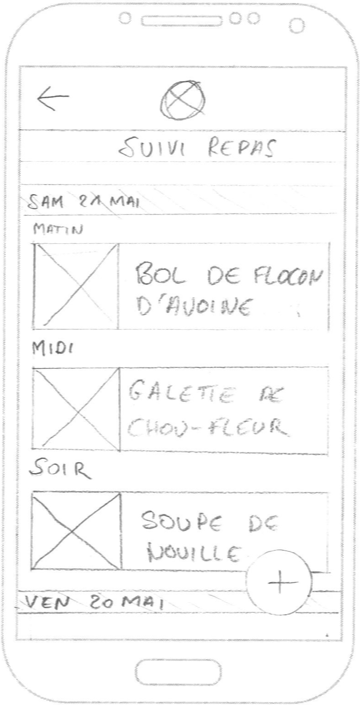 SUIVI REPAS
SAM 21 MAI
MATIN
BOL DE FLOCON
D'AVOINE
MIDI
GALETTE DE
CHOU-FLEUR
SOIR
SOUPE DE
NOUILLE
+
VEN 20 MAI